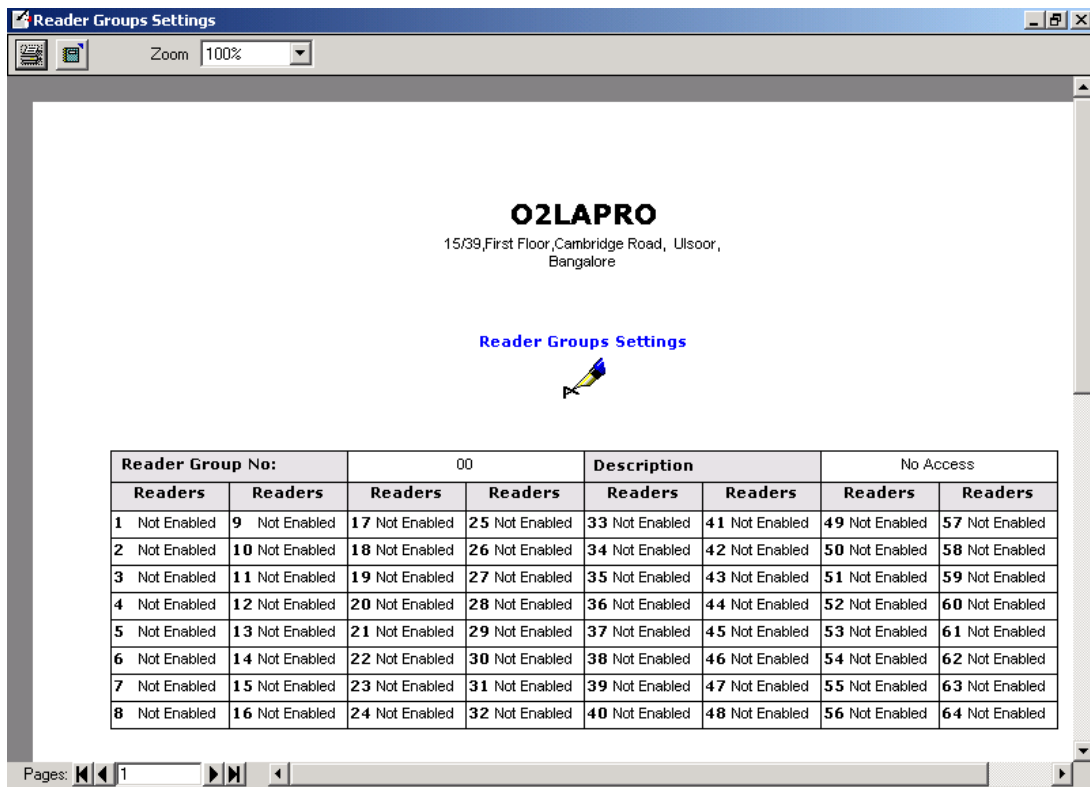 Reader Groups Settings
Zoom 100%
O2LAPRO
15/39,First Floor,Cambridge Road, Ulsoor,
Bangalore
Reader Groups Settings
Reader Group No: 00 Description No Access
Readers Readers Readers Readers Readers Readers Readers Readers
1 Not Enabled 9 Not Enabled 17 Not Enabled 25 Not Enabled 33 Not Enabled 41 Not Enabled 49 Not Enabled 57 Not Enabled
2 Not Enabled 10 Not Enabled 18 Not Enabled 26 Not Enabled 34 Not Enabled 42 Not Enabled 50 Not Enabled 58 Not Enabled
3 Not Enabled 11 Not Enabled 19 Not Enabled 27 Not Enabled 35 Not Enabled 43 Not Enabled 51 Not Enabled 59 Not Enabled
4 Not Enabled 12 Not Enabled 20 Not Enabled 28 Not Enabled 36 Not Enabled 44 Not Enabled 52 Not Enabled 60 Not Enabled
5 Not Enabled 13 Not Enabled 21 Not Enabled 29 Not Enabled 37 Not Enabled 45 Not Enabled 53 Not Enabled 61 Not Enabled
6 Not Enabled 14 Not Enabled 22 Not Enabled 30 Not Enabled 38 Not Enabled 46 Not Enabled 54 Not Enabled 62 Not Enabled
7 Not Enabled 15 Not Enabled 23 Not Enabled 31 Not Enabled 39 Not Enabled 47 Not Enabled 55 Not Enabled 63 Not Enabled
8 Not Enabled 16 Not Enabled 24 Not Enabled 32 Not Enabled 40 Not Enabled 48 Not Enabled 56 Not Enabled 64 Not Enabled
Pages: 1